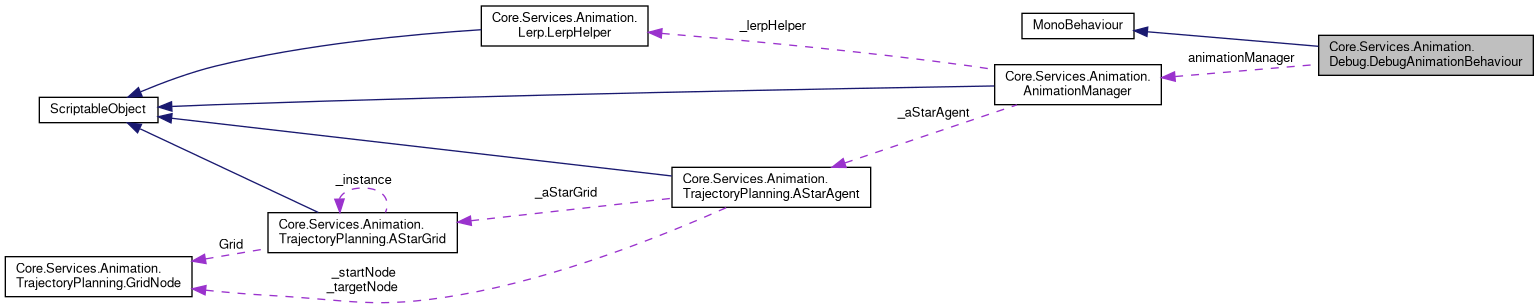 Core.Services.Animation.
Lerp.LerpHelper
_lerpHelper
MonoBehaviour
Core.Services.Animation.
Debug.DebugAnimationBehaviour
animationManager
Core.Services.Animation.
AnimationManager
ScriptableObject
_aStarAgent
Core.Services.Animation.
TrajectoryPlanning.AStarAgent
_instance
_aStarGrid
Core.Services.Animation.
TrajectoryPlanning.AStarGrid
Grid
Core.Services.Animation.
TrajectoryPlanning.GridNode
_startNode
_targetNode